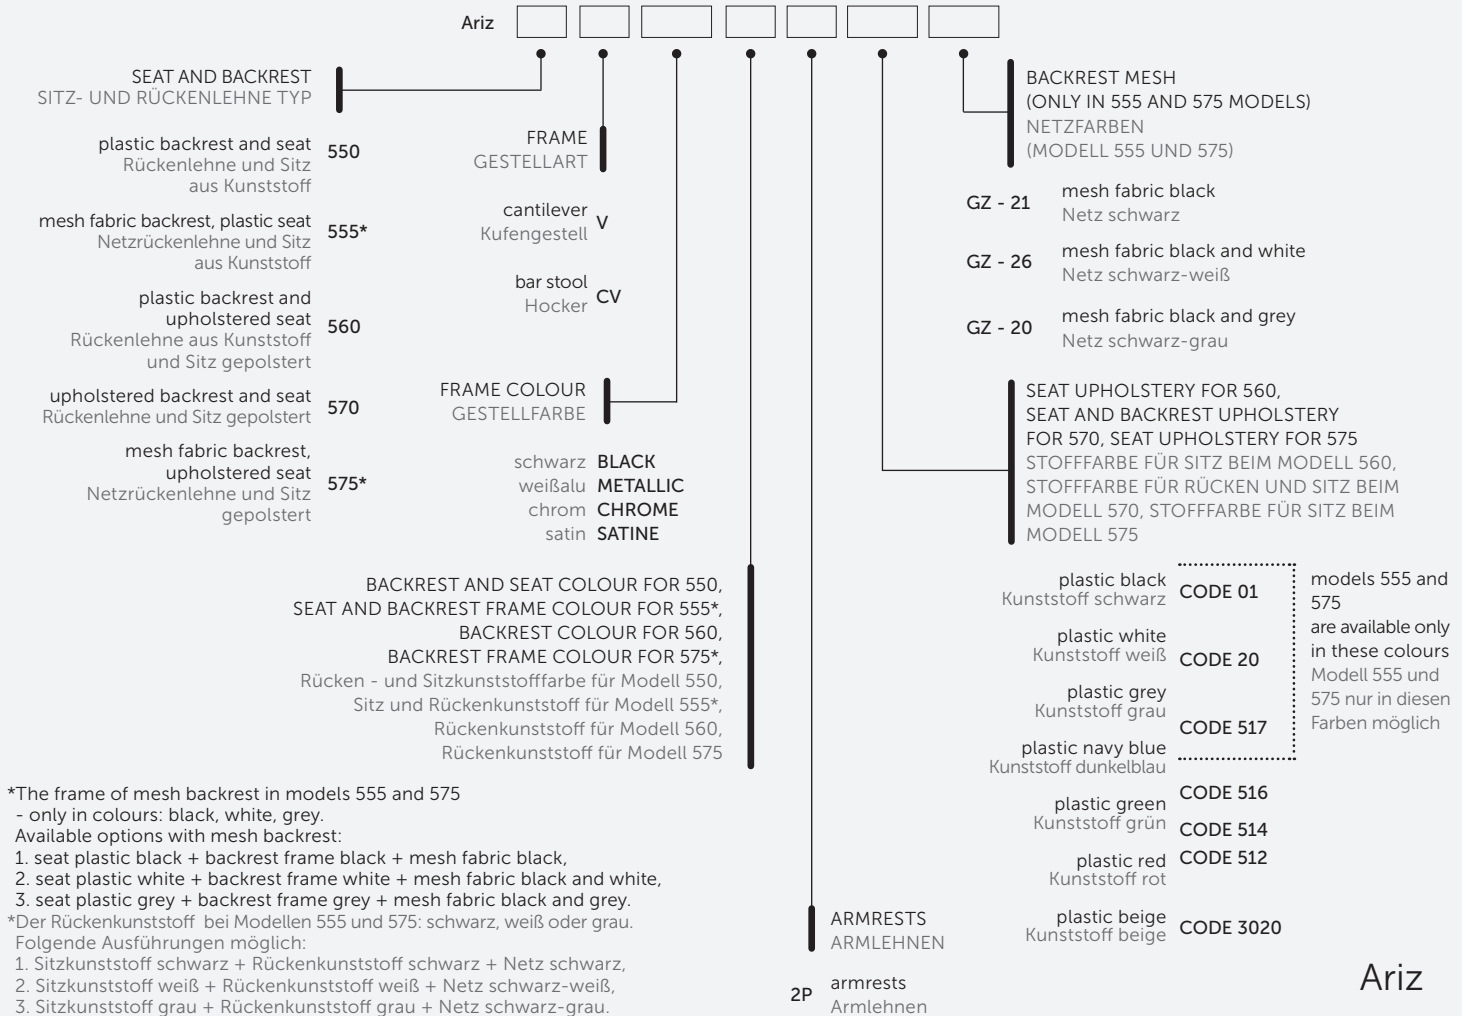 Ariz
SEAT AND BACKREST
SITZ- UND RÜCKENLEHNE TYP
plastic backrest and seat 550
Rückenlehne und Sitz
aus Kunststoff
mesh fabric backrest, plastic seat 555*
Netzrückenlehne und Sitz
aus Kunststoff
plastic backrest and
upholstered seat 560
Rückenlehne aus Kunststoff
und Sitz gepolstert
upholstered backrest and seat 570
Rückenlehne und Sitz gepolstert
mesh fabric backrest,
upholstered seat 575*
Netzrückenlehne und Sitz
gepolstert
FRAME
GESTELLART
cantilever V
Kufengestell
bar stool CV
Hocker
FRAME COLOUR
GESTELLFARBE
schwarz BLACK
weißalu METALLIC
chrom CHROME
satin SATINE
BACKREST AND SEAT COLOUR FOR 550,
SEAT AND BACKREST FRAME COLOUR FOR 555*,
BACKREST COLOUR FOR 560,
BACKREST FRAME COLOUR FOR 575*,
Rücken - und Sitzkunststofffarbe für Modell 550,
Sitz und Rückenkunststoff für Modell 555*,
Rückenkunststoff für Modell 560,
Rückenkunststoff für Modell 575
*The frame of mesh backrest in models 555 and 575
- only in colours: black, white, grey.
Available options with mesh backrest:
1. seat plastic black + backrest frame black + mesh fabric black,
2. seat plastic white + backrest frame white + mesh fabric black and white,
3. seat plastic grey + backrest frame grey + mesh fabric black and grey.
*Der Rückenkunststoff bei Modellen 555 und 575: schwarz, weiß oder grau.
Folgende Ausführungen möglich:
1. Sitzkunststoff schwarz + Rückenkunststoff schwarz + Netz schwarz,
2. Sitzkunststoff weiß + Rückenkunststoff weiß + Netz schwarz-weiß,
3. Sitzkunststoff grau + Rückenkunststoff grau + Netz schwarz-grau.
ARMRESTS
ARMLEHNEN
2P armrests
Armlehnen
BACKREST MESH
(ONLY IN 555 AND 575 MODELS)
NETZFARBEN
(MODELL 555 UND 575)
GZ - 21 mesh fabric black
Netz schwarz
GZ - 26 mesh fabric black and white
Netz schwarz-weiß
GZ - 20 mesh fabric black and grey
Netz schwarz-grau
SEAT UPHOLSTERY FOR 560,
SEAT AND BACKREST UPHOLSTERY
FOR 570, SEAT UPHOLSTERY FOR 575
STOFFFARBE FÜR SITZ BEIM MODELL 560,
STOFFFARBE FÜR RÜCKEN UND SITZ BEIM
MODELL 570, STOFFFARBE FÜR SITZ BEIM
MODELL 575
plastic black CODE 01
Kunststoff schwarz
plastic white CODE 20
Kunststoff weiß
plastic grey
Kunststoff grau
CODE 517
plastic navy blue
Kunststoff dunkelblau
CODE 516
plastic green
Kunststoff grün
CODE 514
plastic red CODE 512
Kunststoff rot
plastic beige CODE 3020
Kunststoff beige
models 555 and
575
are available only
in these colours
Modell 555 und
575 nur in diesen
Farben möglich
Ariz